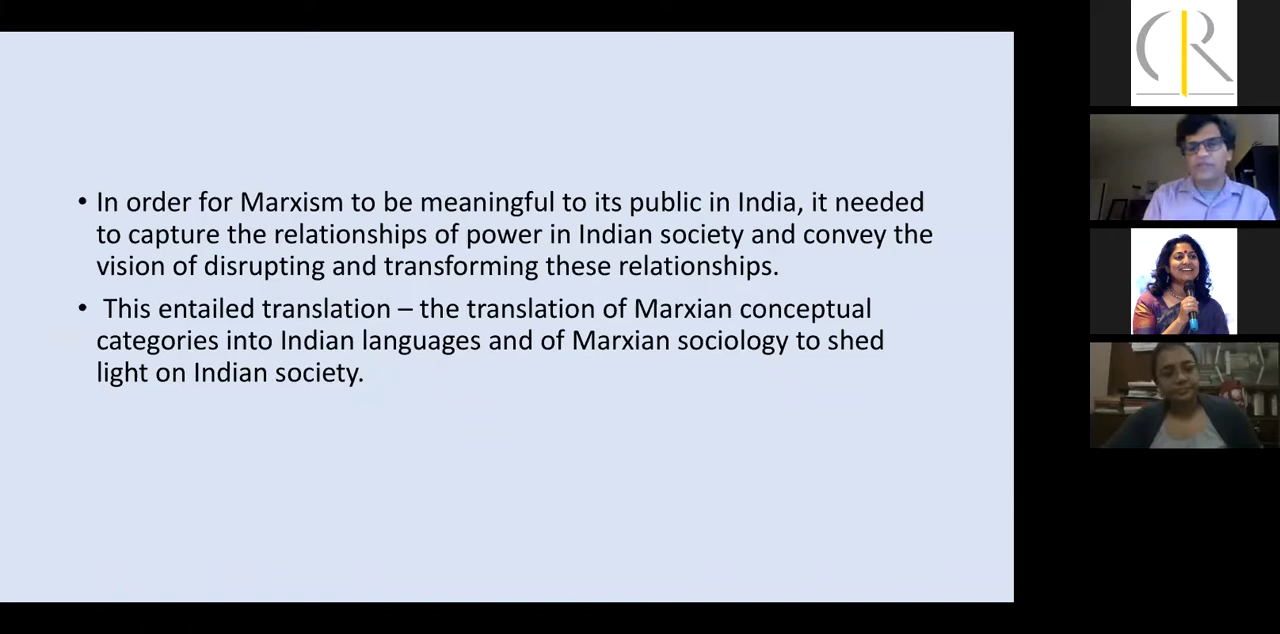 • In order for Marxism to be meaningful to its public in India, it needed
to capture the relationships of power in Indian society and convey the
vision of disrupting and transforming these relationships.
• This entailed translation – the translation of Marxian conceptual
categories into Indian languages and of Marxian sociology to shed
light on Indian society.
CR